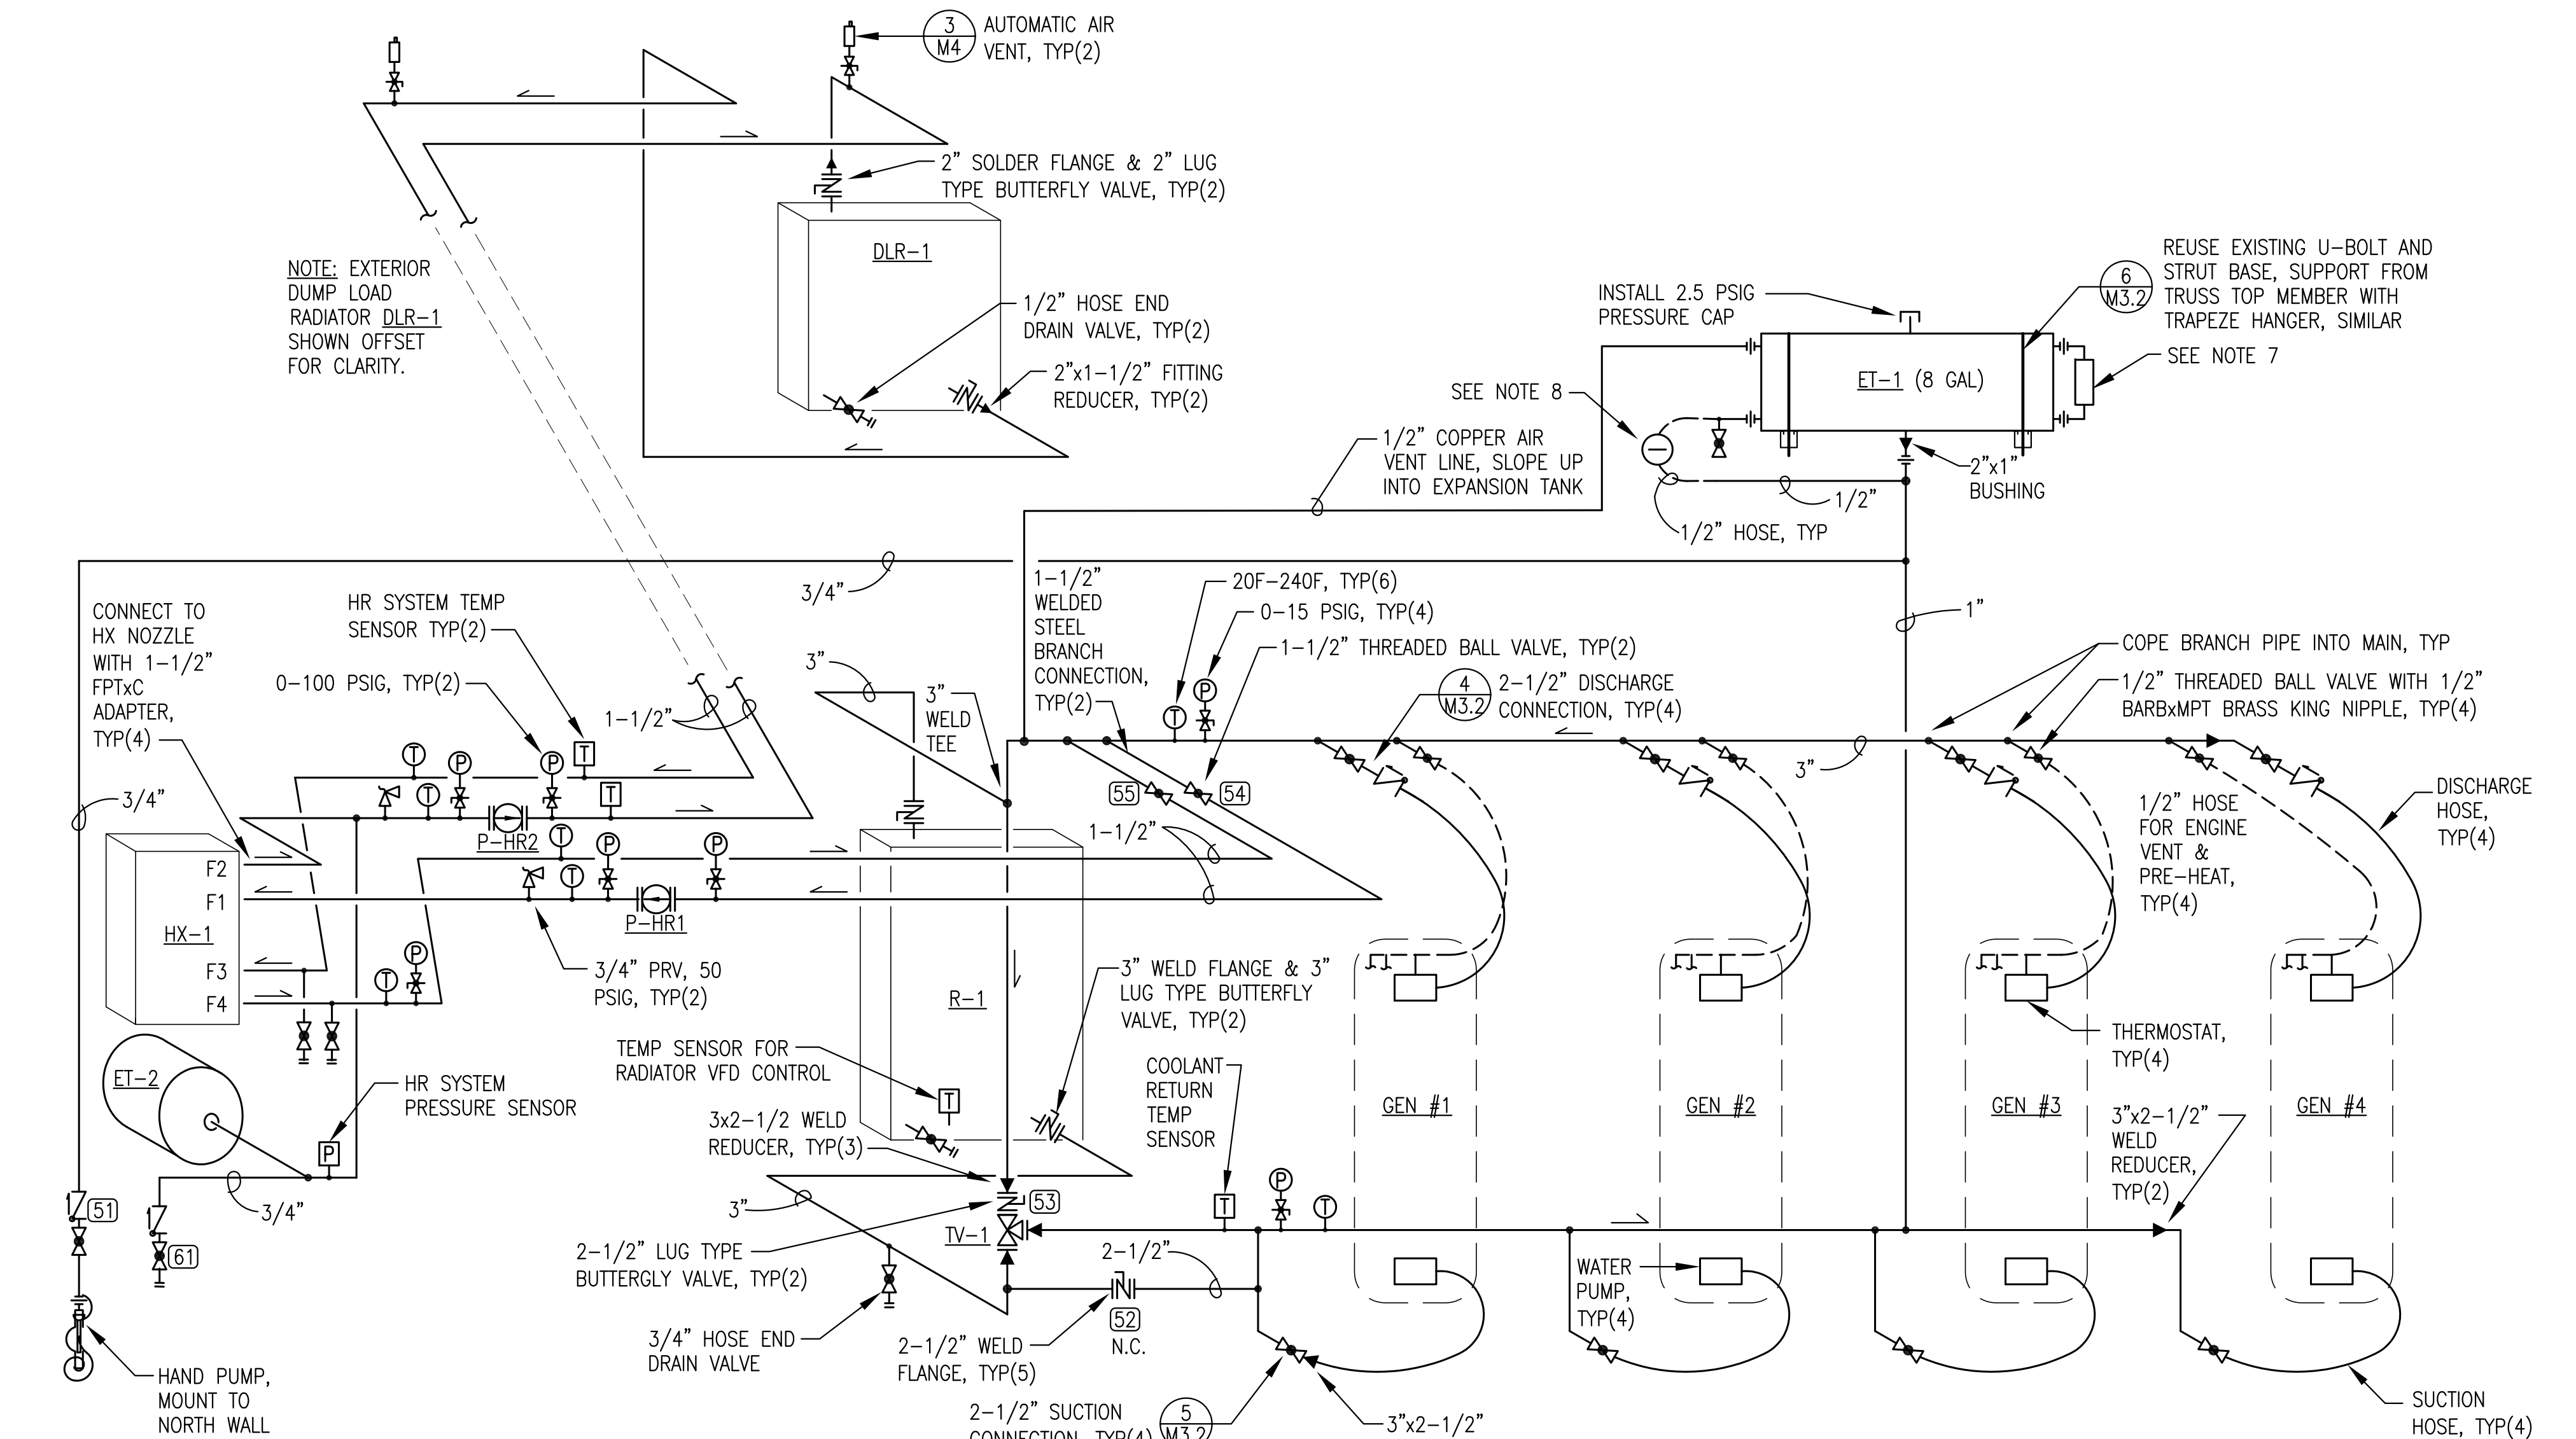 3
M4
AUTOMATIC AIR
VENT, TYP(2)
2" SOLDER FLANGE & 2" LUG
TYPE BUTTERFLY VALVE, TYP(2)
DLR-1
NOTE: EXTERIOR
DUMP LOAD
RADIATOR DLR-1
SHOWN OFFSET
FOR CLARITY.
1/2" HOSE END
DRAIN VALVE, TYP(2)
2"x1-1/2" FITTING
REDUCER, TYP(2)
REUSE EXISTING U-BOLT AND
STRUT BASE, SUPPORT FROM
TRUSS TOP MEMBER WITH
TRAPEZE HANGER, SIMILAR
6
M3.2
INSTALL 2.5 PSIG
PRESSURE CAP
SEE NOTE 7
ET-1 (8 GAL)
SEE NOTE 8
1/2" COPPER AIR
VENT LINE, SLOPE UP
INTO EXPANSION TANK
2"x1"
BUSHING
1/2"
1/2" HOSE, TYP
3/4"
1-1/2"
WELDED
STEEL
BRANCH
CONNECTION,
TYP(2)
20F-240F, TYP(6)
0-15 PSIG, TYP(4)
1-1/2" THREADED BALL VALVE, TYP(2)
1"
COPE BRANCH PIPE INTO MAIN, TYP
1/2" THREADED BALL VALVE WITH 1/2"
BARBxMPT BRASS KING NIPPLE, TYP(4)
4
M3.2
2-1/2" DISCHARGE
CONNECTION, TYP(4)
CONNECT TO
HX NOZZLE
WITH 1-1/2"
FPTxC
ADAPTER,
TYP(4)
HR SYSTEM TEMP
SENSOR TYP(2)
0-100 PSIG, TYP(2)
1-1/2"
3"
3"
WELD
TEE
P
T
T
P
P
T
T
T
3/4"
P-HR2
T
P
P
T
P-HR1
55
54
1-1/2"
3"
1/2" HOSE
FOR ENGINE
VENT &
PRE-HEAT,
TYP(4)
DISCHARGE
HOSE,
TYP(4)
F2
F1
HX-1
F3
F4
T
P
3/4" PRV, 50
PSIG, TYP(2)
R-1
3" WELD FLANGE & 3"
LUG TYPE BUTTERFLY
VALVE, TYP(2)
THERMOSTAT,
TYP(4)
TEMP SENSOR FOR
RADIATOR VFD CONTROL
T
COOLANT
RETURN
TEMP
SENSOR
ET-2
HR SYSTEM
PRESSURE SENSOR
P
3/4"
GEN #1
GEN #2
GEN #3
GEN #4
3x2-1/2 WELD
REDUCER, TYP(3)
3"x2-1/2"
WELD
REDUCER,
TYP(2)
3"
53
TV-1
T
P
T
51
61
2-1/2" LUG TYPE
BUTTERGLY VALVE, TYP(2)
2-1/2"
52
N.C.
WATER
PUMP,
TYP(4)
3/4" HOSE END
DRAIN VALVE
2-1/2" WELD
FLANGE, TYP(5)
HAND PUMP,
MOUNT TO
NORTH WALL
2-1/2" SUCTION
CONNECTION, TYP(4)
5
M3.2
3"x2-1/2"
SUCTION
HOSE, TYP(4)